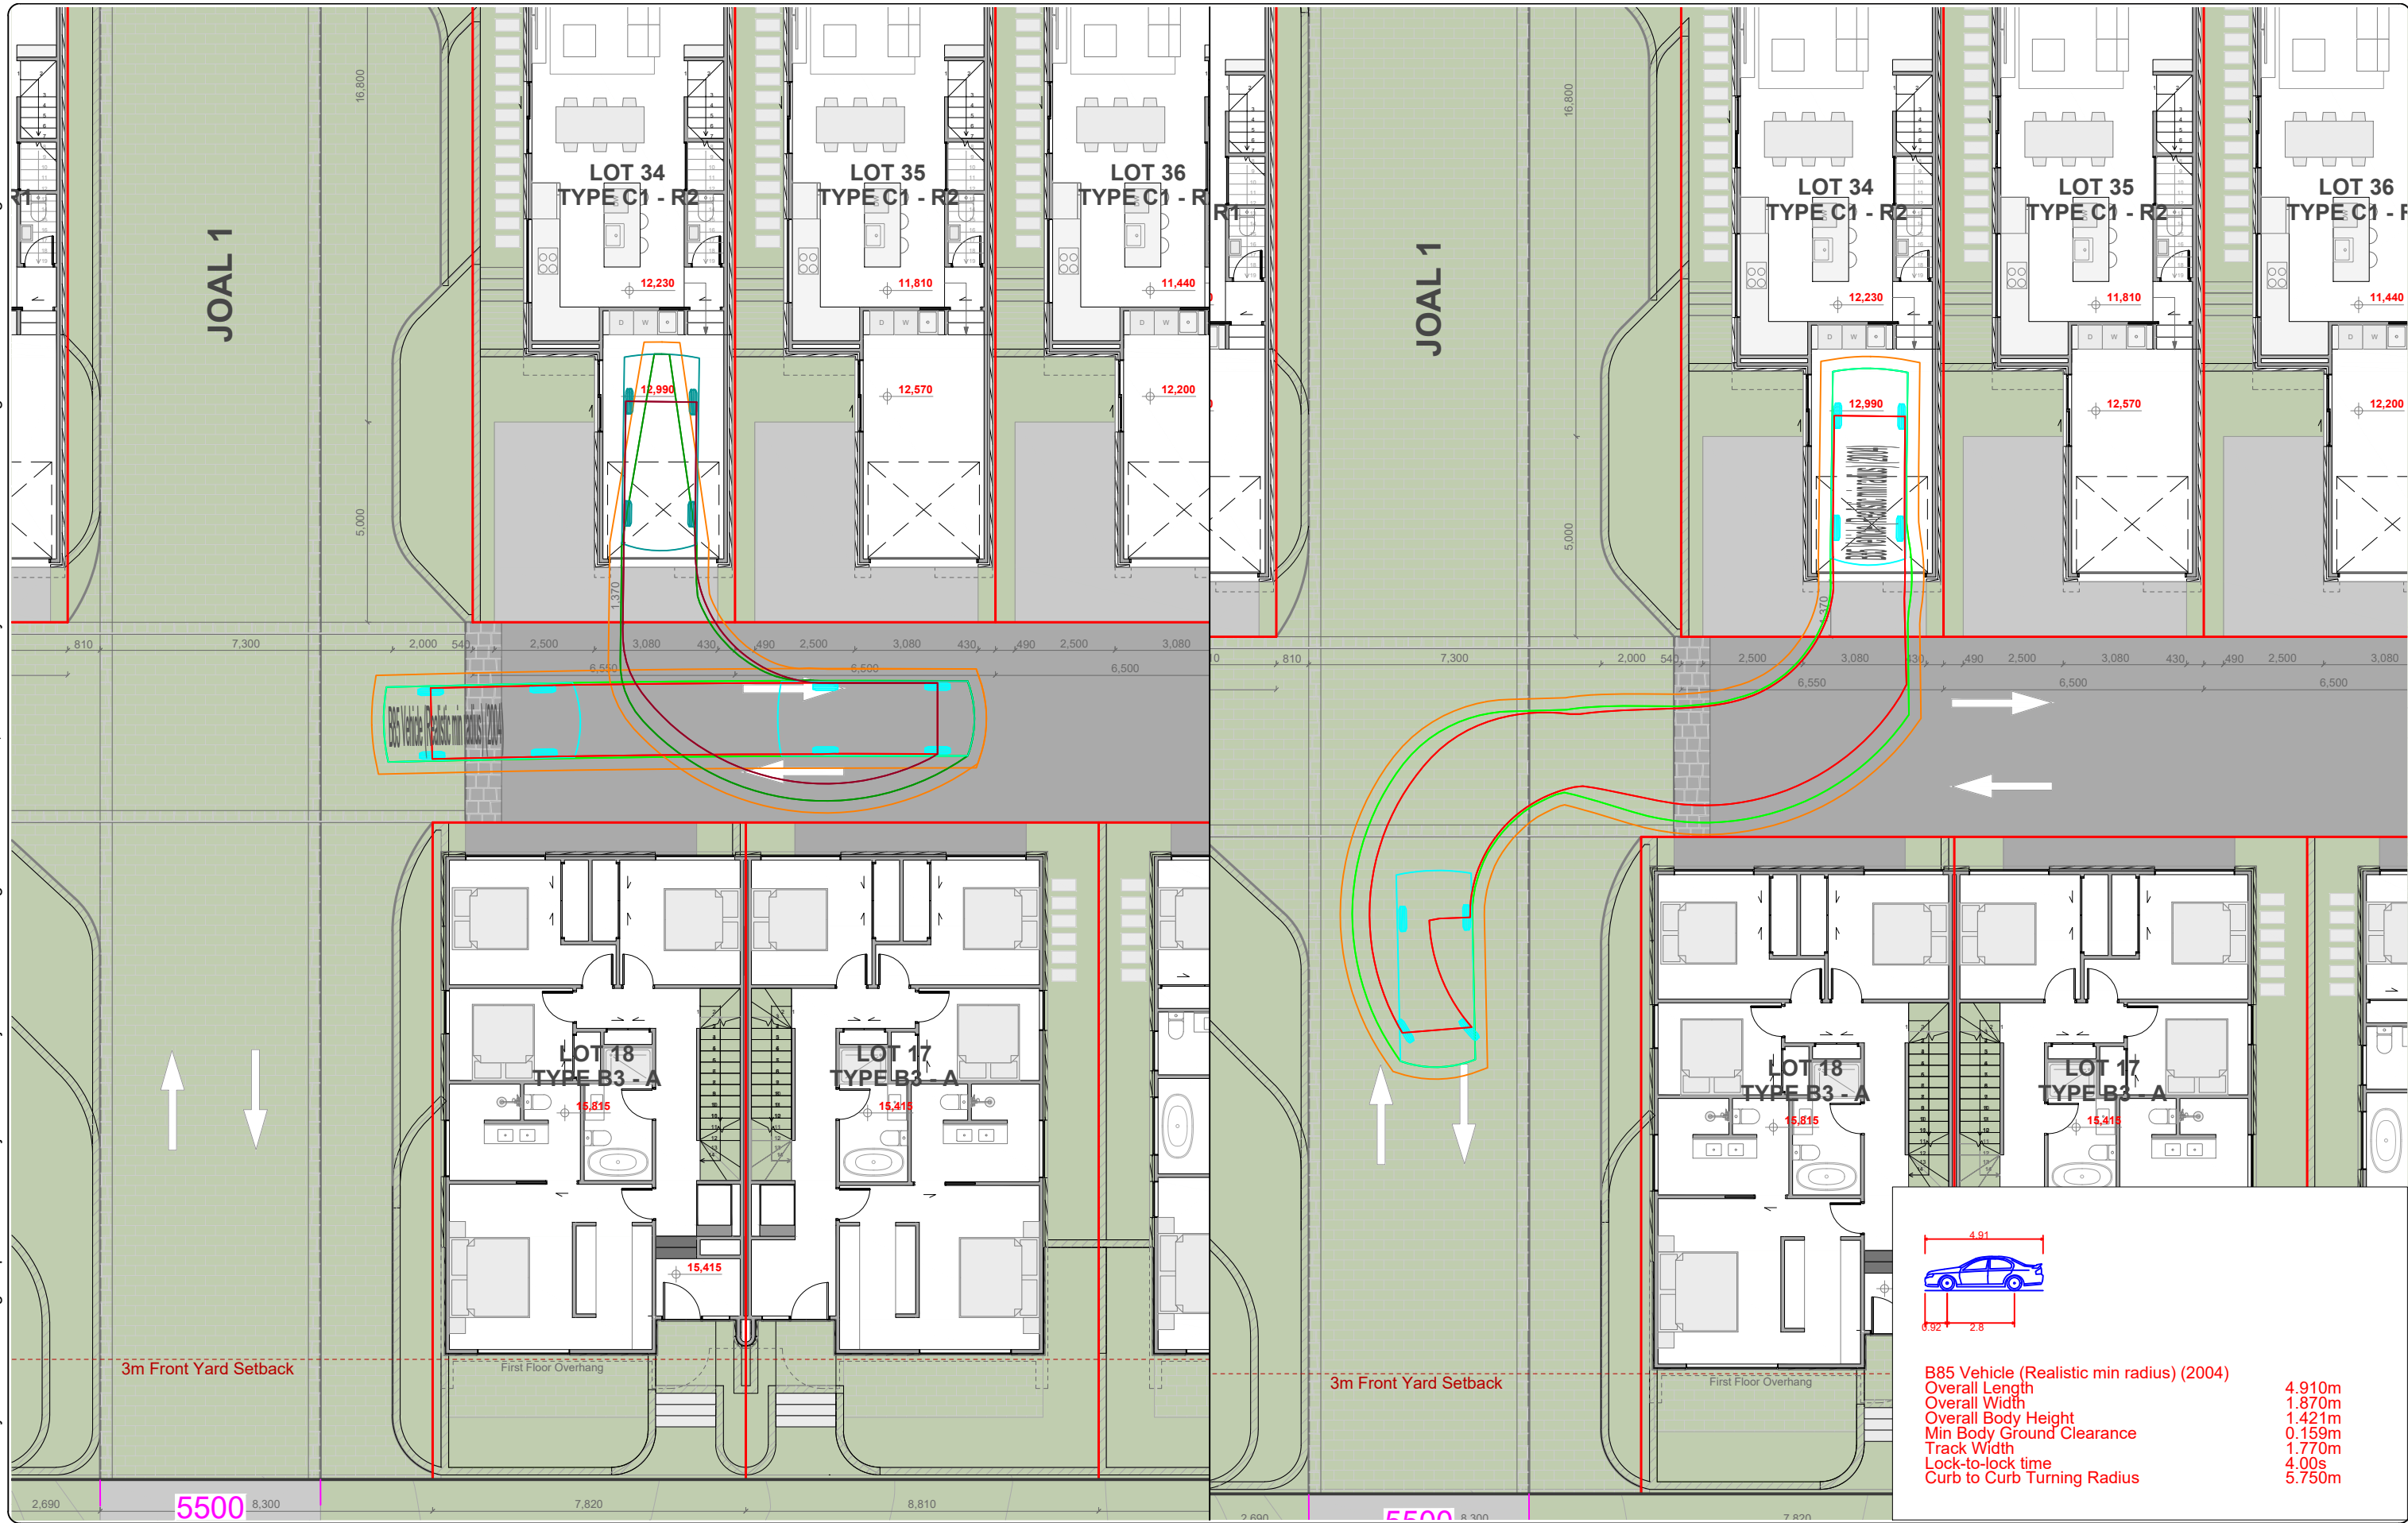 16,800
LOT 34
TYPE C1 - R2
LOT 35
TYPE C1 - R2
LOT 36
TYPE C1 - R
R1
JOAL 1
12,230
11,810
11,440
D W
D W
D W
12,990
12,570
12,200
5,000
1,370
810
7,300
2,000
540
2,500
3,080
430
490
2,500
3,080
430
490
2,500
3,080
6,550
6,500
6,500
B85 Vehicle (Realistic min radius) (2004)
LOT 18
TYPE B3 - A
LOT 17
TYPE B3 - A
15,815
15,415
15,415
3m Front Yard Setback
First Floor Overhang
2,690
5500
8,300
7,820
8,810
16,800
R1
LOT 34
TYPE C1 - R2
LOT 35
TYPE C1 - R2
LOT 36
TYPE C1 - R
JOAL 1
12,230
11,810
11,440
D W
D W
D W
12,990
12,570
12,200
5,000
370
810
7,300
2,000
540
2,500
3,080
430
490
2,500
3,080
430
490
2,500
3,080
6,550
6,500
6,500
LOT 18
TYPE B3 - A
LOT 17
TYPE B3 - A
15,815
15,415
3m Front Yard Setback
First Floor Overhang
2,690
5500
8,300
7,820
4.91
0.92
2.8
B85 Vehicle (Realistic min radius) (2004)
Overall Length 4.910m
Overall Width 1.870m
Overall Body Height 1.421m
Min Body Ground Clearance 0.159m
Track Width 1.770m
Lock-to-lock time 4.00s
Curb to Curb Turning Radius 5.750m